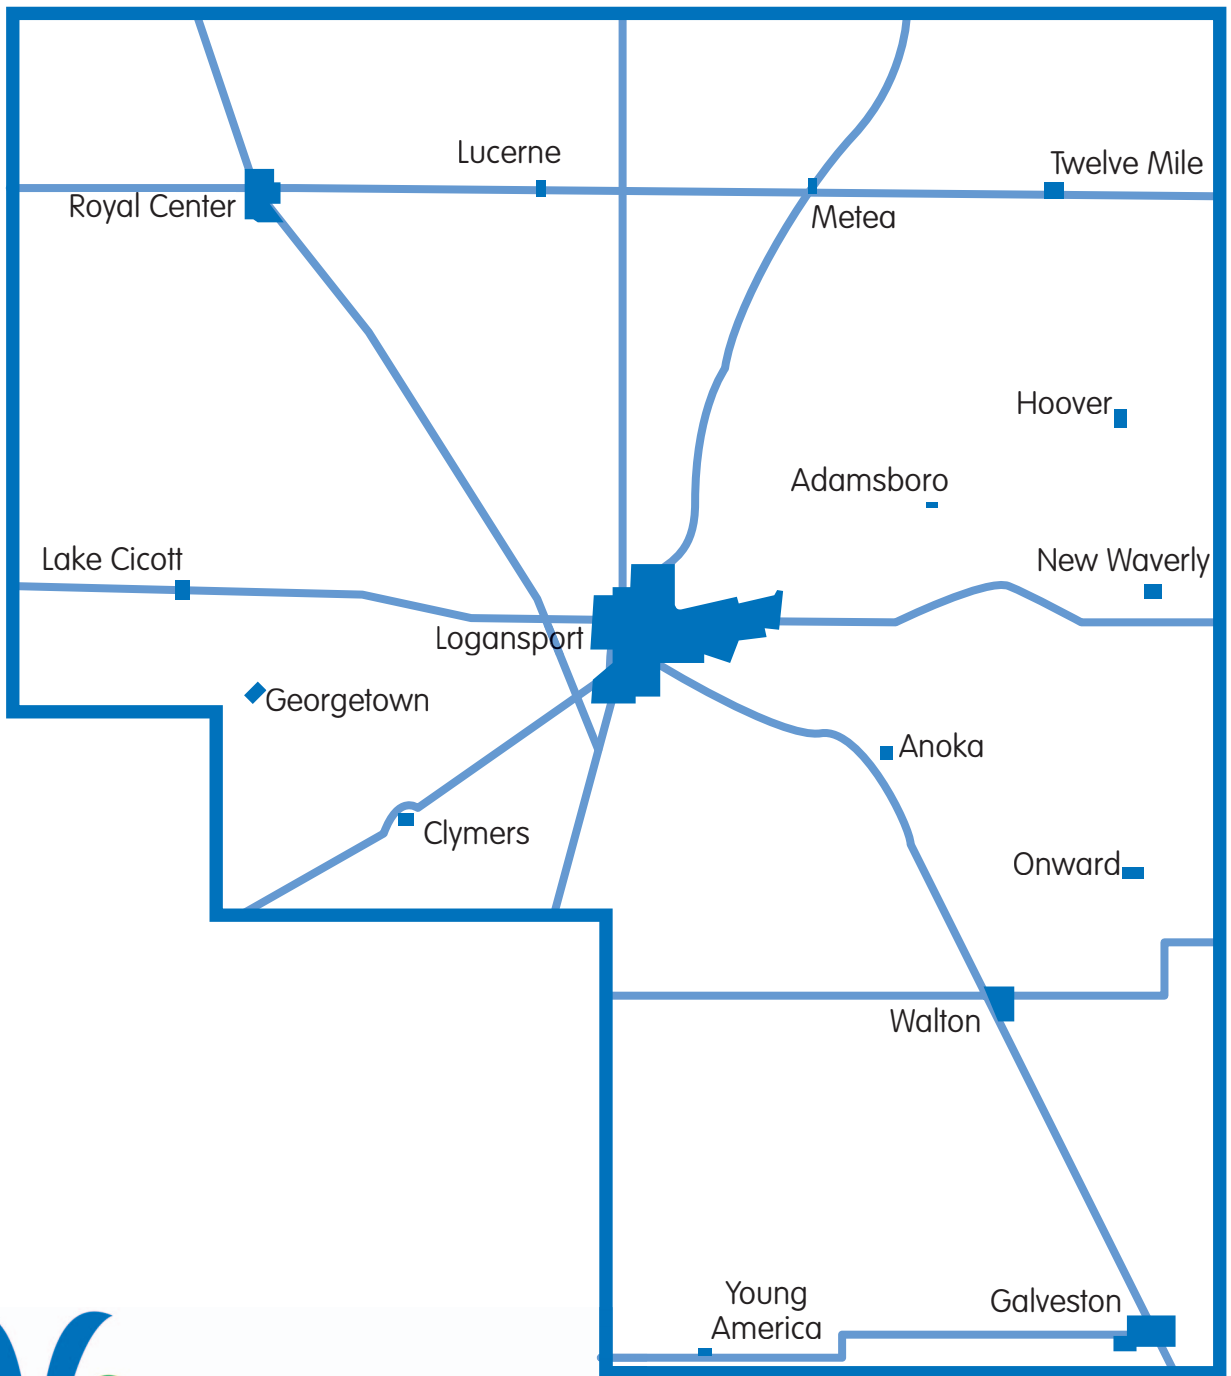 Lucerne
Twelve Mile
Royal Center
Metea
Hoover
Adamsboro
Lake Cicott
New Waverly
Logansport
Georgetown
Anoka
Clymers
Onward
Walton
Young
America
Galveston